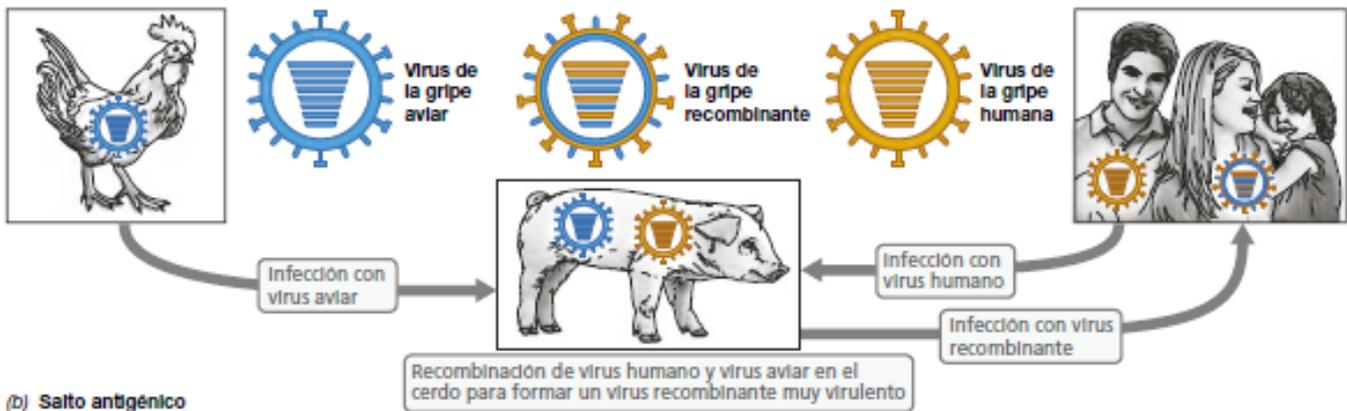 Virus de
la gripe
aviar
Virus de
la gripe
recombinante
Virus de
la gripe
humana
Infección con
virus aviar
Infección con
virus humano
Infección con virus
recombinante
Recombinación de virus humano y virus aviar en el
cerdo para formar un virus recombinante muy virulento
(b) Salto antigénico